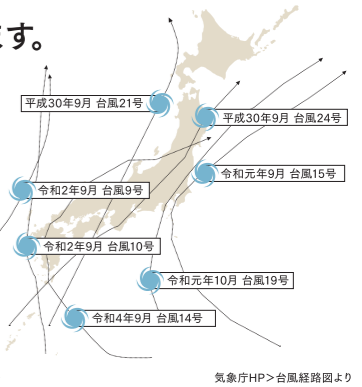 ます。
平成30年9月 台風21号
平成30年9月 台風24号
令和元年9月 台風15号
令和2年9月 台風9号
令和2年9月 台風10号
令和元年10月 台風19号
令和4年9月 台風14号
気象庁HP>台風経路図より